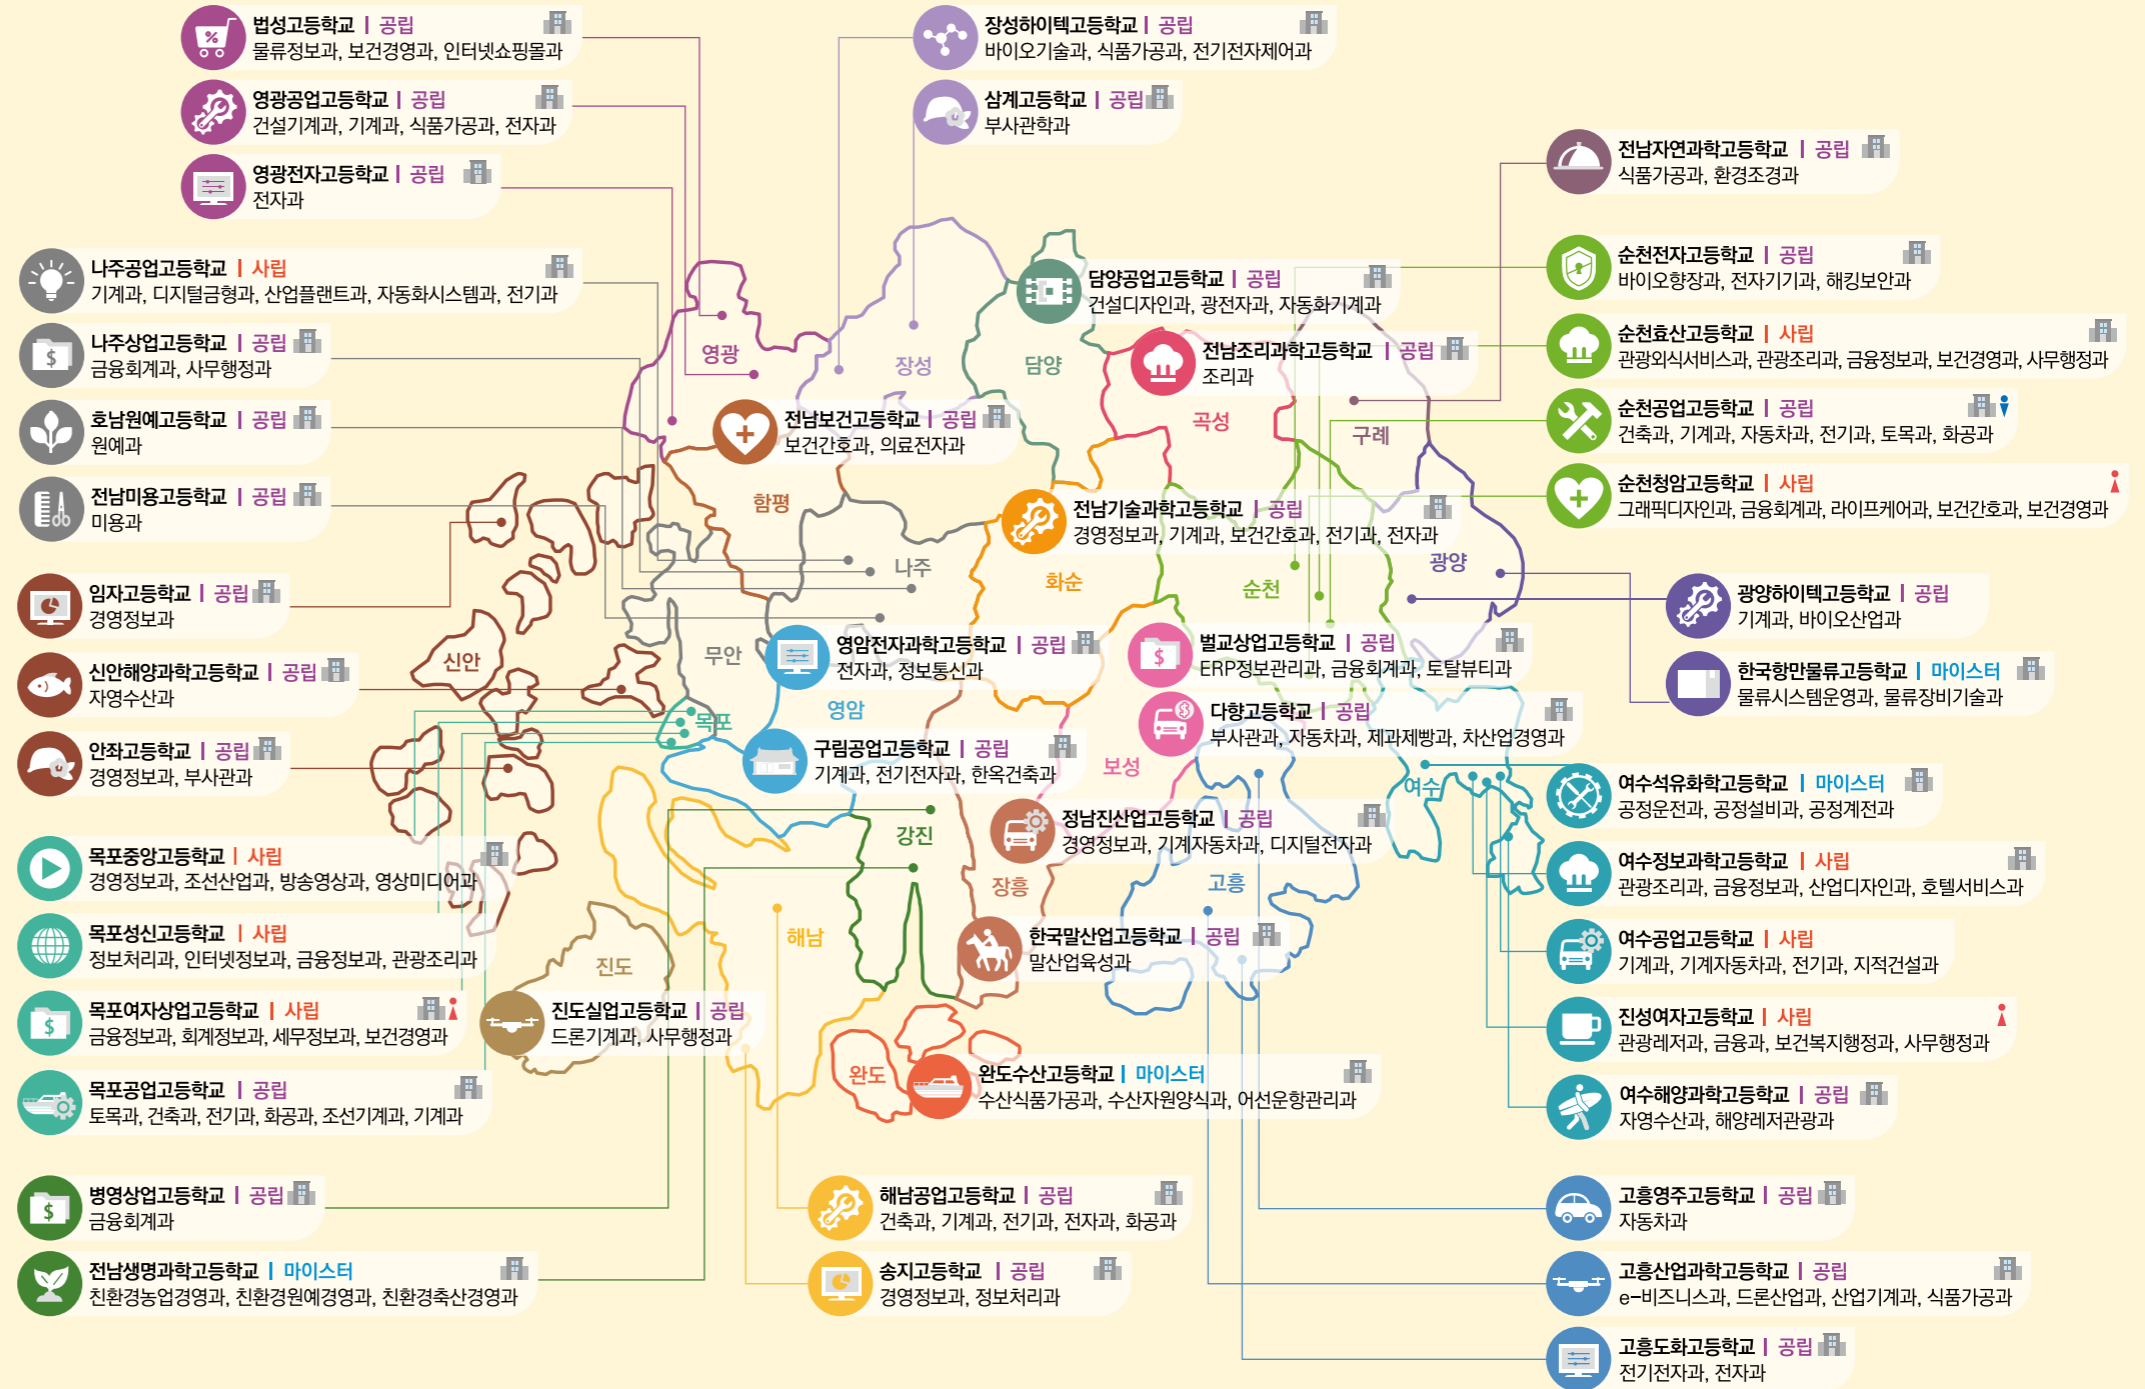 법성고등학교 | 공립
물류정보과, 보건경영과, 인터넷쇼핑몰과
영광공업고등학교 | 공립
건설기계과, 기계과, 식품가공과, 전자과
영광전자고등학교 | 공립
전자과
장성하이텍고등학교 | 공립
바이오기술과, 식품가공과, 전기전자제어과
삼계고등학교 | 공립
부사관학과
전남자연과학고등학교 | 공립
식품가공과, 환경조경과
나주공업고등학교 | 사립
기계과, 디지털금형과, 산업플랜트과, 자동화시스템과, 전기과
나주상업고등학교 | 공립
금융회계과, 사무행정과
호남원예고등학교 | 공립
원예과
전남미용고등학교 | 공립
미용과
임자고등학교 | 공립
경영정보과
신안해양과학고등학교 | 공립
자영수산과
안좌고등학교 | 공립
경영정보과, 부사관과
목포중앙고등학교 | 사립
경영정보과, 조선산업과, 방송영상과, 영상미디어과
목포성신고등학교 | 사립
정보처리과, 인터넷정보과, 금융정보과, 관광조리과
목포여자상업고등학교 | 사립
금융정보과, 회계정보과, 세무정보과, 보건경영과
목포공업고등학교 | 공립
토목과, 건축과, 전기과, 화공과, 조선기계과, 기계과
병영상업고등학교 | 공립
금융회계과
전남생명과학고등학교 | 마이스터
친환경농업경영과, 친환경원예경영과, 친환경축산경영과
담양공업고등학교 | 공립
건설디자인과, 광전자과, 자동화기계과
전남조리과학고등학교 | 공립
조리과
전남보건고등학교 | 공립
보건간호과, 의료전자과
전남기술과학고등학교 | 공립
경영정보과, 기계과, 보건간호과, 전기과, 전자과
영암전자과학고등학교 | 공립
전자과, 정보통신과
벌교상업고등학교 | 공립
ERP정보관리과, 금융회계과, 토탈뷰티과
다향고등학교 | 공립
부사관과, 자동차과, 제과제빵과, 차산업경영과
구림공업고등학교 | 공립
기계과, 전기전자과, 한옥건축과
정남진산업고등학교 | 공립
경영정보과, 기계자동차과, 디지털전자과
한국말산업고등학교 | 공립
말산업육성과
진도실업고등학교 | 공립
드론기계과, 사무행정과
완도수산고등학교 | 마이스터
수산식품가공과, 수산자원양식과, 어선운항관리과
해남공업고등학교 | 공립
건축과, 기계과, 전기과, 전자과, 화공과
송지고등학교 | 공립
경영정보과, 정보처리과
영광
장성
담양
곡성
구례
함평
나주
화순
순천
광양
신안
무안
목포
영암
보성
여수
강진
장흥
고흥
해남
진도
완도
순천전자고등학교 | 공립
바이오향장과, 전자기기과, 해킹보안과
순천효산고등학교 | 사립
관광외식서비스과, 관광조리과, 금융정보과, 보건경영과, 사무행정과
순천공업고등학교 | 공립
건축과, 기계과, 자동차과, 전기과, 토목과, 화공과
순천청암고등학교 | 사립
그래픽디자인과, 금융회계과, 라이프케어과, 보건간호과, 보건경영과
광양하이텍고등학교 | 공립
기계과, 바이오산업과
한국항만물류고등학교 | 마이스터
물류시스템운영과, 물류장비기술과
여수석유화학고등학교 | 마이스터
공정운전과, 공정설비과, 공정계전과
여수정보과학고등학교 | 사립
관광조리과, 금융정보과, 산업디자인과, 호텔서비스과
여수공업고등학교 | 사립
기계과, 기계자동차과, 전기과, 지적건설과
진성여자고등학교 | 사립
관광레저과, 금융과, 보건복지행정과, 사무행정과
여수해양과학고등학교 | 공립
자영수산과, 해양레저관광과
고흥영주고등학교 | 공립
자동차과
고흥산업과학고등학교 | 공립
e-비즈니스과, 드론산업과, 산업기계과, 식품가공과
고흥도화고등학교 | 공립
전기전자과, 전자과